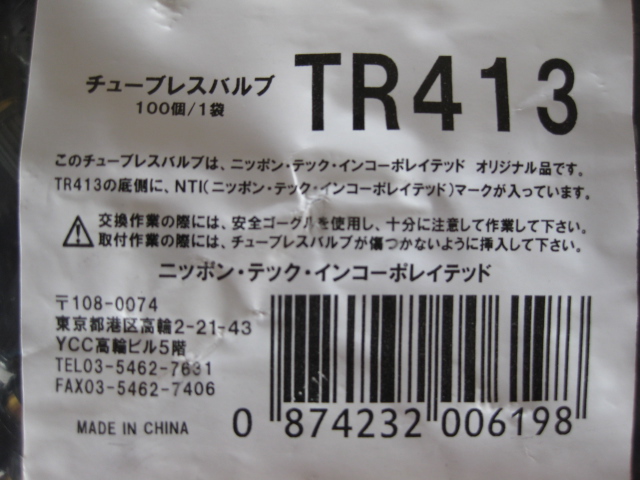 チューブレスバルブ
100個/1袋
TR413
このチューブレスバルブは、ニッポン・テック・インコーポレイテッド オリジナル品です。
TR413の底側に、NTI(ニッポン・テック・インコーポレイテッド)マークが入っています。
交換作業の際には、安全ゴーグルを使用し、十分に注意して作業して下さい。
取付作業の際には、チューブレスバルブが傷つかないように挿入して下さい。
ニッポン・テック・インコーポレイテッド
〒108-0074
東京都港区高輪2-21-43
YCC高輪ビル5階
TEL03-5462-7631
FAX03-5462-7406
MADE IN CHINA
0 874232 006198